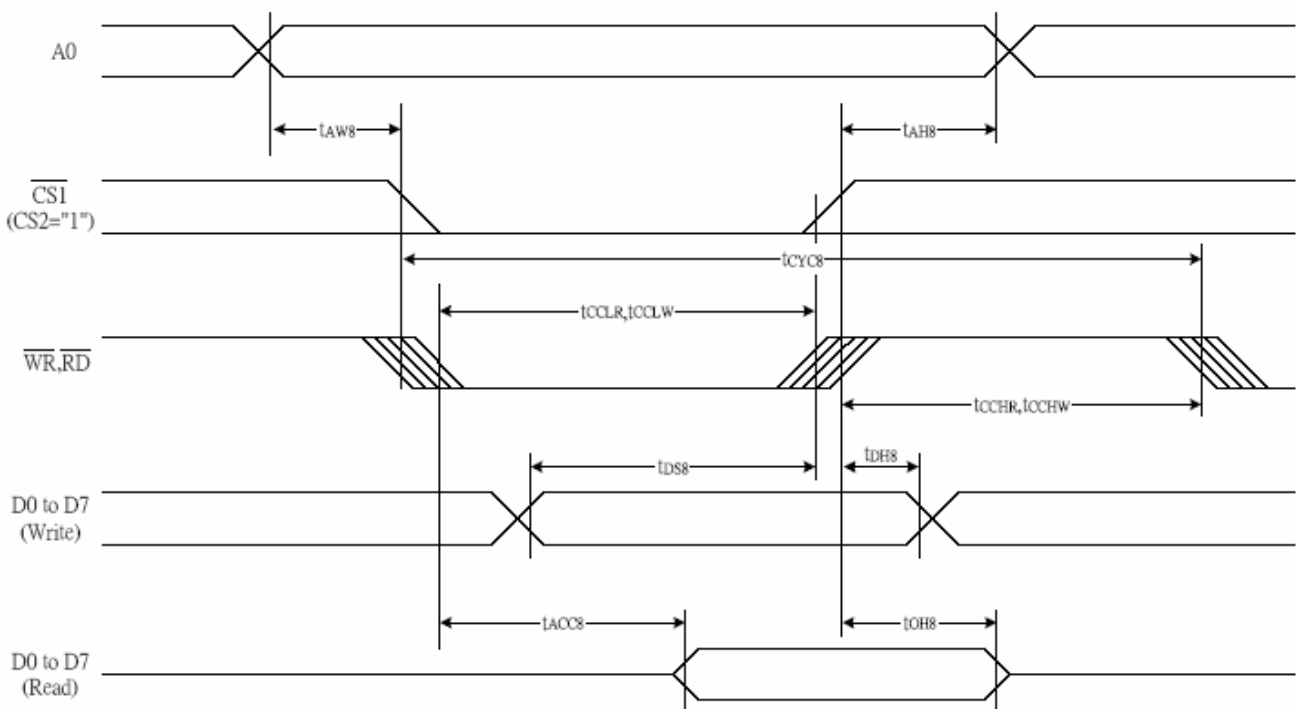 A0
tAW8
tAH8
CS1
(CS2="1")
tCYC8
tCCLR,tCCLW
WR,RD
tCCHR,tCCHW
tDS8
tDH8
D0 to D7
(Write)
tACC8
tOH8
D0 to D7
(Read)